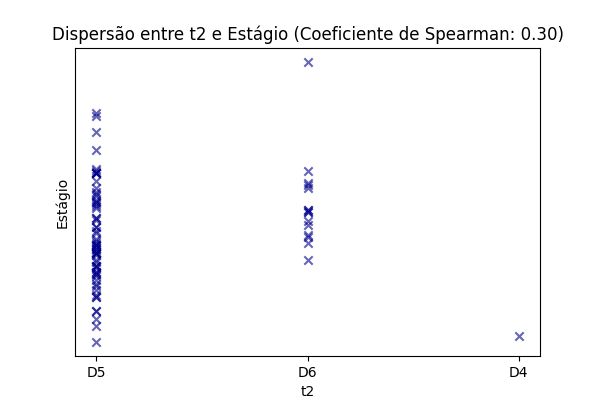 Dispersão entre t2 e Estágio (Coeficiente de Spearman: 0.30)
Estágio
D5 D6 D4
t2